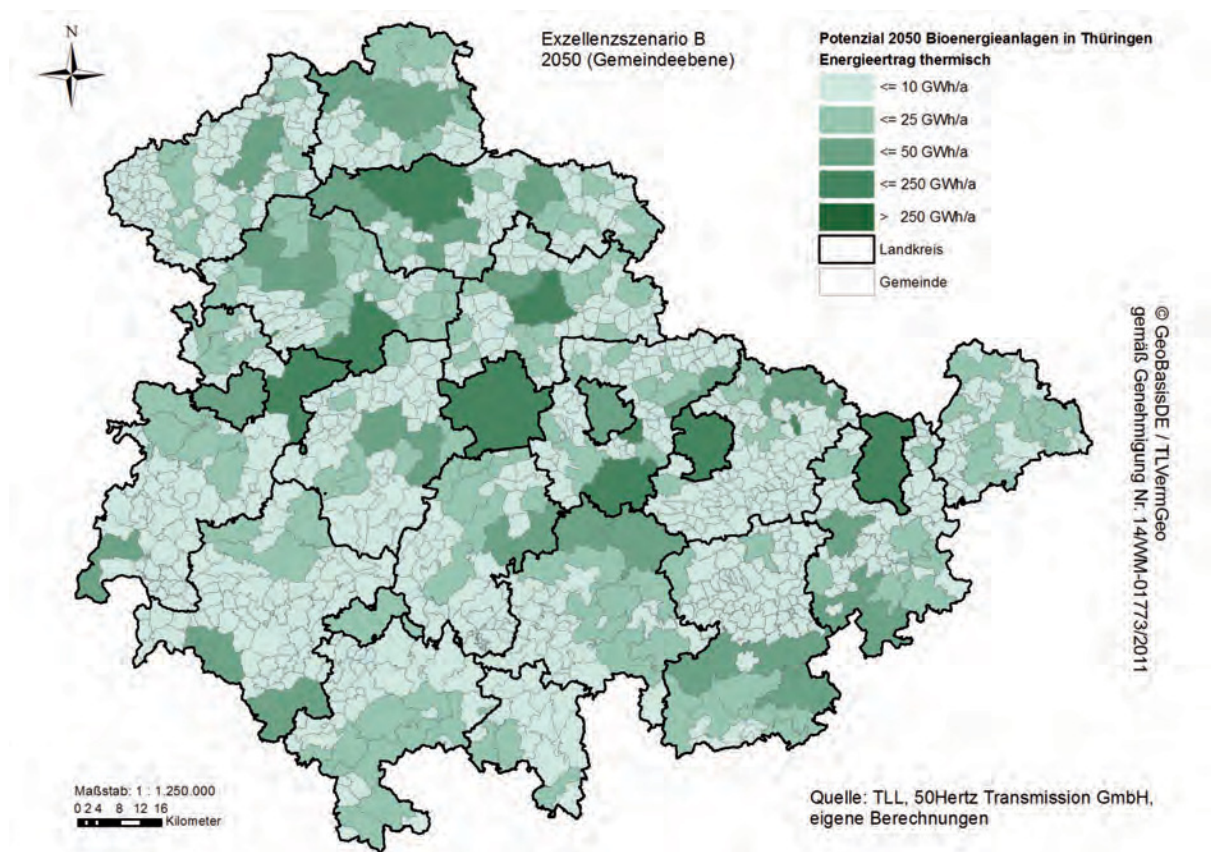 N
Exzellenzszenario B
2050 (Gemeindeebene)
Potenzial 2050 Bioenergieanlagen in Thüringen
Energieertrag thermisch
<= 10 GWh/a
<= 25 GWh/a
<= 50 GWh/a
<= 250 GWh/a
> 250 GWh/a
Landkreis
Gemeinde
© GeoBasisDE / TLVermGeo
gemäß Genehmigung Nr. 14/WM-01773/2011
Maßstab: 1 : 1.250.000
0 2 4 8 12 16
Kilometer
Quelle: TLL, 50Hertz Transmission GmbH,
eigene Berechnungen